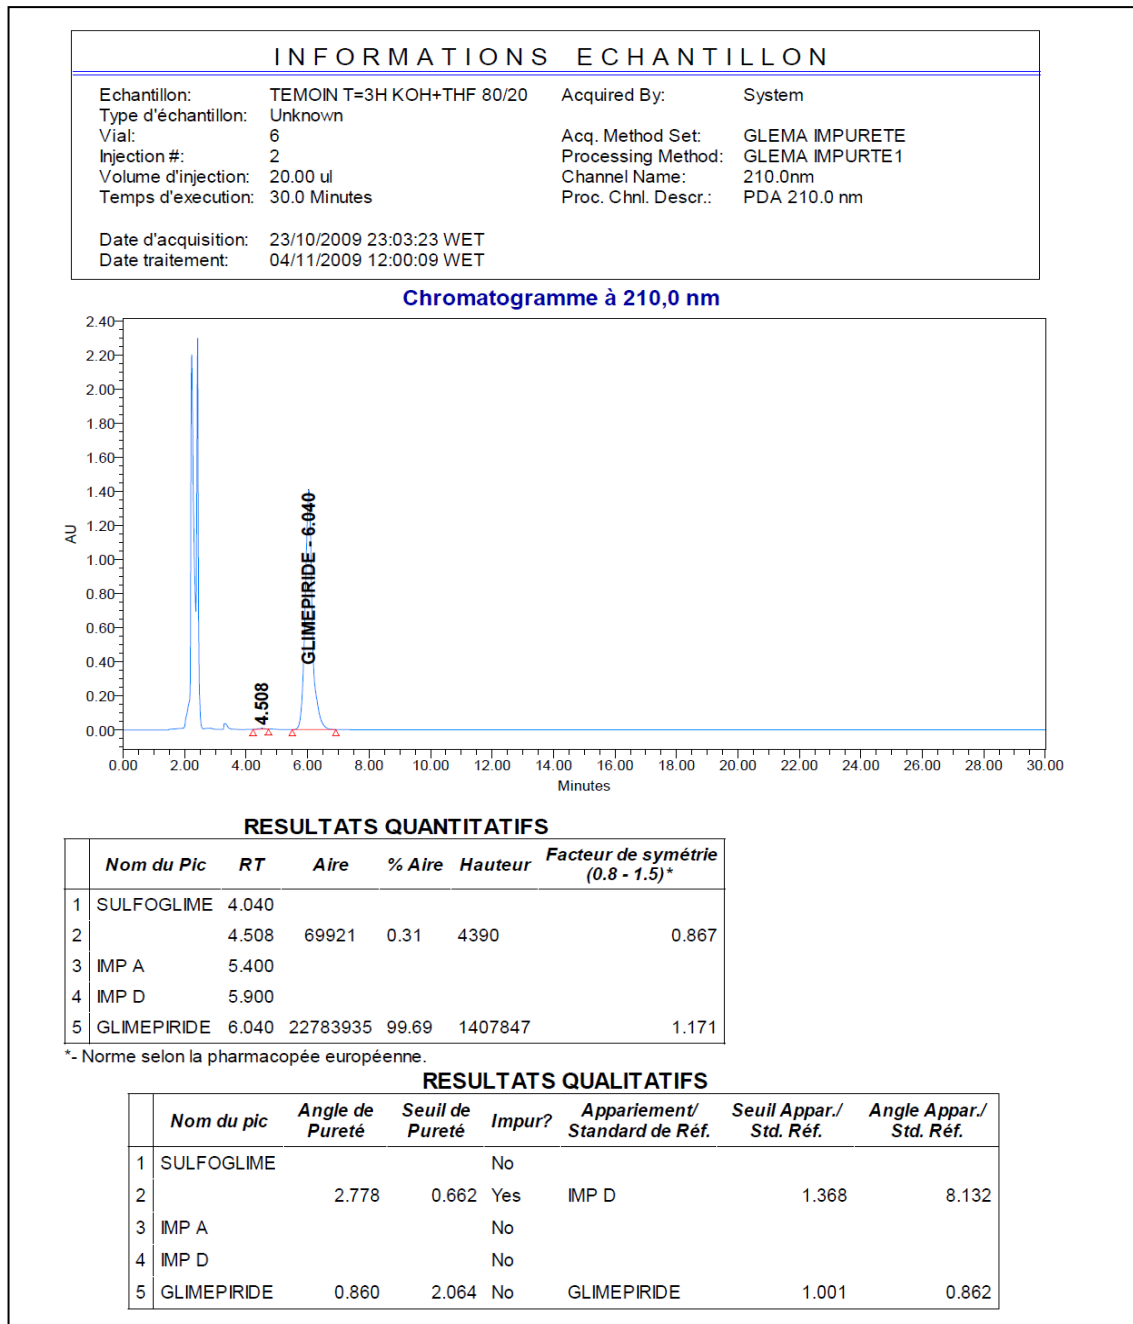 INFORMATIONS ECHANTILLON
Echantillon: TEMOIN T=3H KOH+THF 80/20 Acquired By: System
Type d'échantillon: Unknown
Vial: 6 Acq. Method Set: GLEMA IMPURETE
Injection #: 2 Processing Method: GLEMA IMPURTE1
Volume d'injection: 20.00 ul Channel Name: 210.0nm
Temps d'execution: 30.0 Minutes Proc. Chnl. Descr.: PDA 210.0 nm
Date d'acquisition: 23/10/2009 23:03:23 WET
Date traitement: 04/11/2009 12:00:09 WET
Chromatogramme à 210,0 nm
AU
2.40
2.20
2.00
1.80
1.60
1.40
1.20
1.00
0.80
0.60
0.40
0.20
0.00
4.508
GLIMEPIRIDE - 6.040
0.00 2.00 4.00 6.00 8.00 10.00 12.00 14.00 16.00 18.00 20.00 22.00 24.00 26.00 28.00 30.00
Minutes
RESULTATS QUANTITATIFS
Nom du Pic RT Aire % Aire Hauteur Facteur de symétrie (0.8 - 1.5)*
1 SULFOGLIME 4.040
2 4.508 69921 0.31 4390 0.867
3 IMP A 5.400
4 IMP D 5.900
5 GLIMEPIRIDE 6.040 22783935 99.69 1407847 1.171
*- Norme selon la pharmacopée européenne.
RESULTATS QUALITATIFS
Nom du pic Angle de Pureté Seuil de Pureté Impur? Appariement/ Standard de Réf. Seuil Appar./ Std. Réf. Angle Appar./ Std. Réf.
1 SULFOGLIME No
2 2.778 0.662 Yes IMP D 1.368 8.132
3 IMP A No
4 IMP D No
5 GLIMEPIRIDE 0.860 2.064 No GLIMEPIRIDE 1.001 0.862